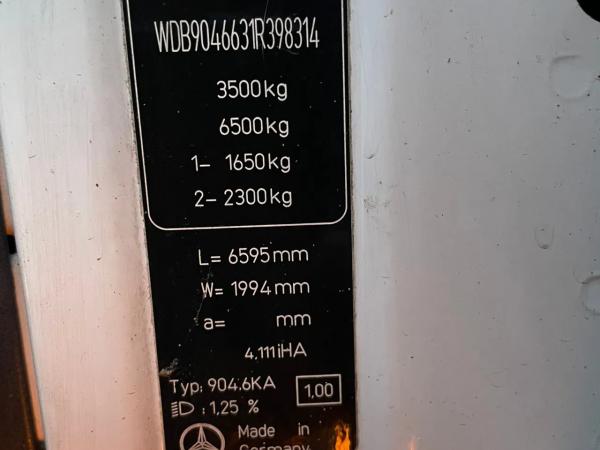 WDB9046631R398314
3500kg
6500kg
1- 1650kg
2- 2300kg
L= 6595mm
W= 1994mm
a= mm
4.111iHA
Typ: 904.6KA 1,00
: 1,25 %
Made in
Germany